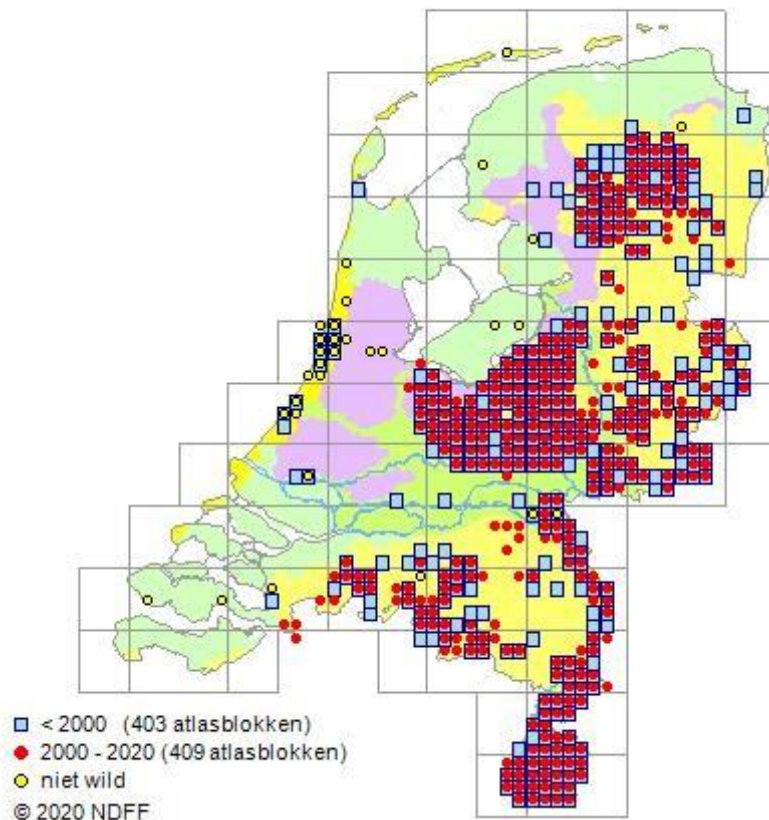 < 2000 (403 atlasblokken)
2000 - 2020 (409 atlasblokken)
niet wild
© 2020 NDFF